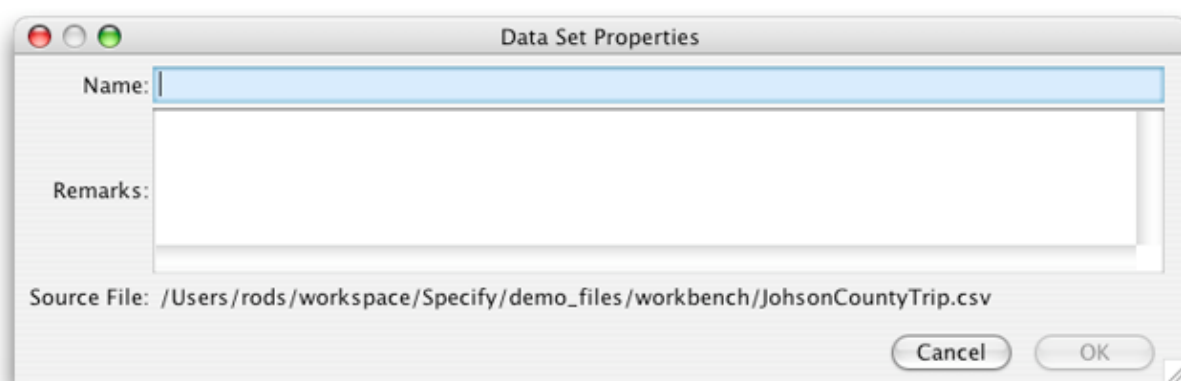 Data Set Properties
Name:
Remarks:
Source File: /Users/rods/workspace/Specify/demo_files/workbench/JohsonCountyTrip.csv
Cancel OK